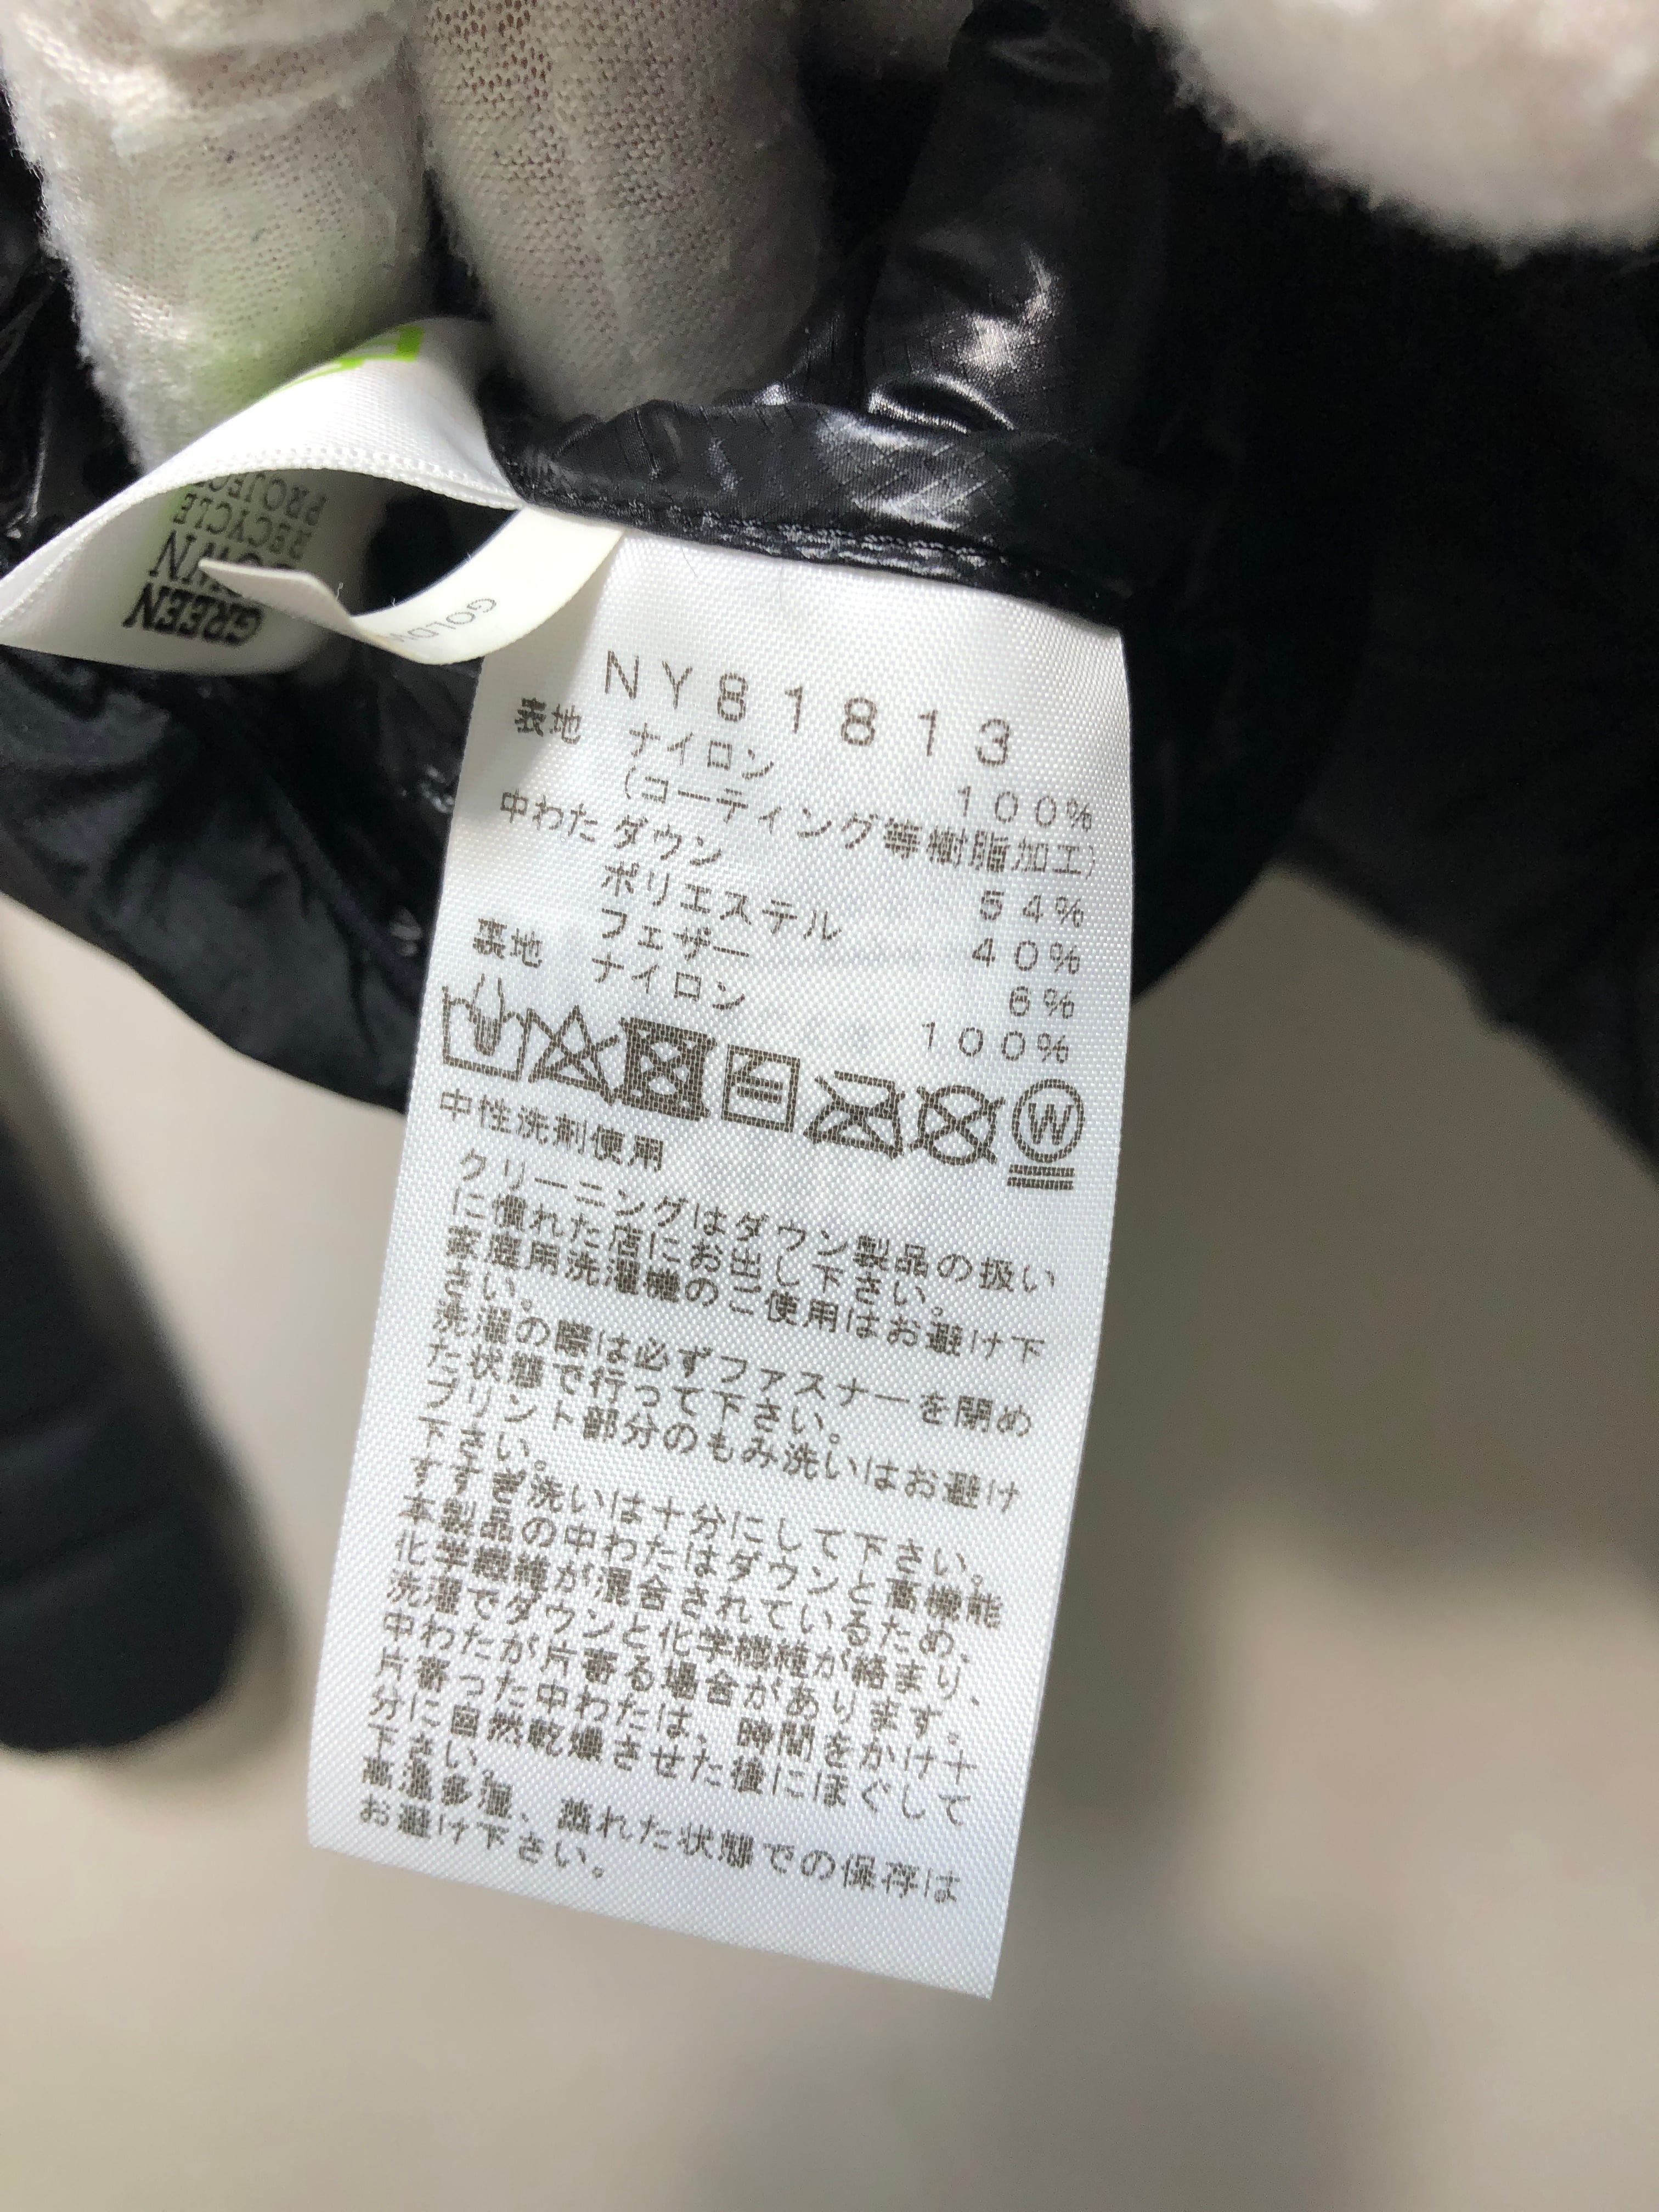 GREEN
DOWN
RECYCLE
PROJECT
GOLDW
NY81813
表地 ナイロン 100%
(コーティング等樹脂加工)
中わた ダウン 54%
ポリエステル 40%
フェザー 6%
裏地 ナイロン 100%
W
中性洗剤使用
クリーニングはダウン製品の扱い
に慣れた店にお出し下さい。
家庭用洗濯機のご使用はお避け下
さい。
洗濯の際は必ずファスナーを閉め
た状態で行って下さい。
プリント部分のもみ洗いはお避け
下さい。
すすぎ洗いは十分にして下さい。
本製品の中わたはダウンと高機能
化学繊維が混合されているため、
洗濯でダウンと化学繊維が絡まり、
中わたが片寄る場合があります。
片寄った中わたは、時間をかけ十
分に自然乾燥させた後にほぐして
下さい。
高温多湿、濡れた状態での保存は
お避け下さい。